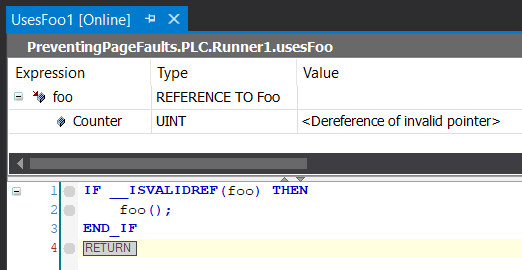 UsesFoo1 [Online]
PreventingPageFaults.PLC.Runner1.usesFoo
Expression Type Value
foo REFERENCE TO Foo
Counter UINT <Dereference of invalid pointer>
1 IF __ISVALIDREF(foo) THEN
2 foo();
3 END_IF
4 RETURN